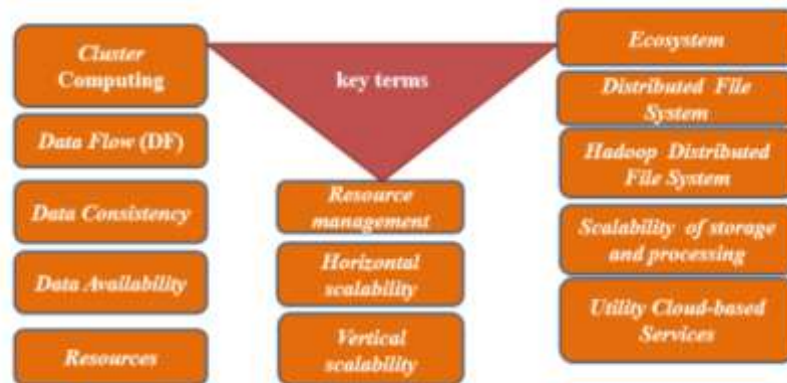 Cluster
Computing
Data Flow (DF)
Data Consistency
Data Availability
Resources
key terms
Resource
management
Horizontal
scalability
Vertical
scalability
Ecosystem
Distributed File
System
Hadoop Distributed
File System
Scalability of storage
and processing
Utility Cloud-based
Services